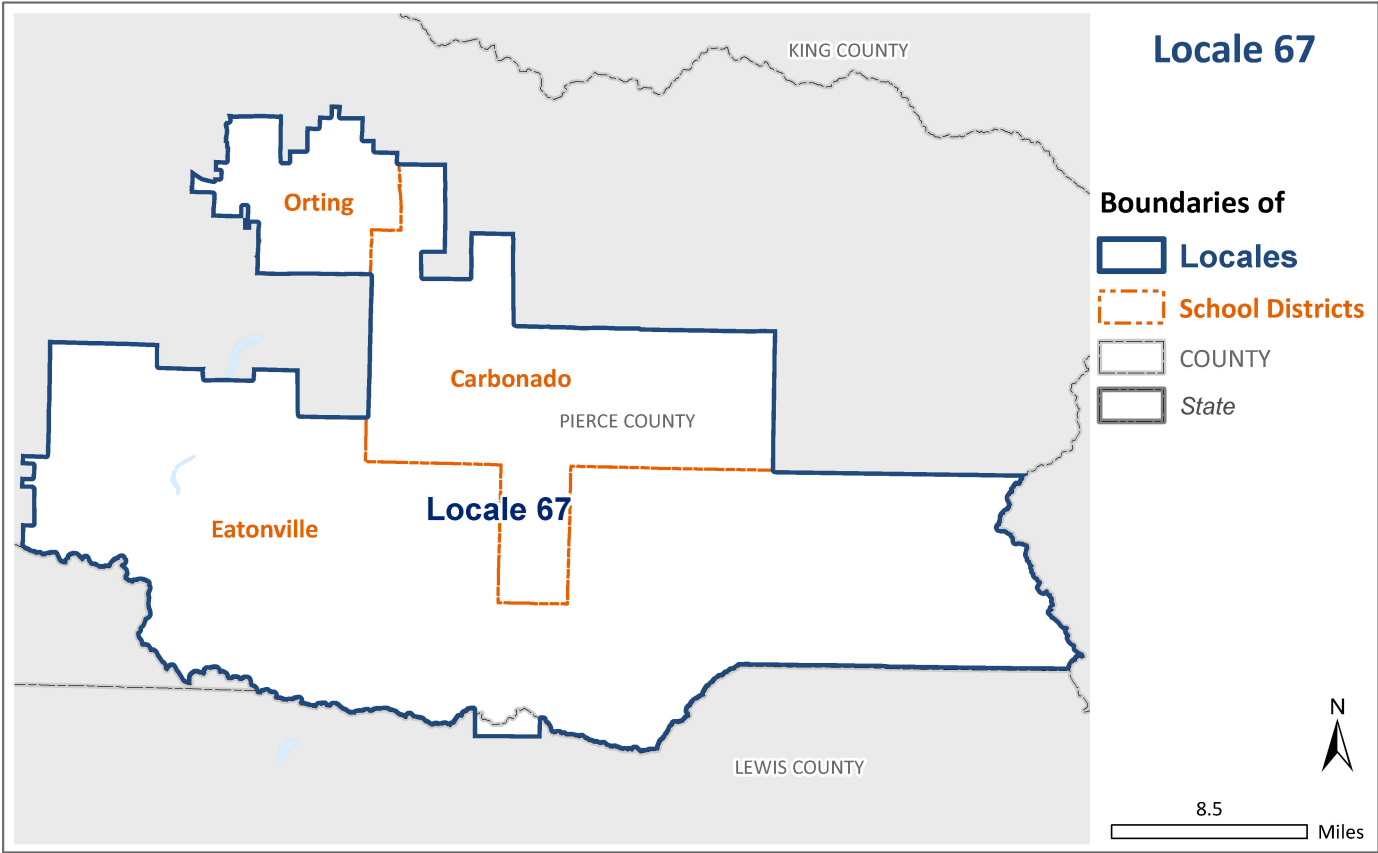 KING COUNTY
Locale 67
Orting
Boundaries of
Locales
School Districts
COUNTY
State
Carbonado
PIERCE COUNTY
Locale 67
Eatonville
LEWIS COUNTY
N
8.5
Miles